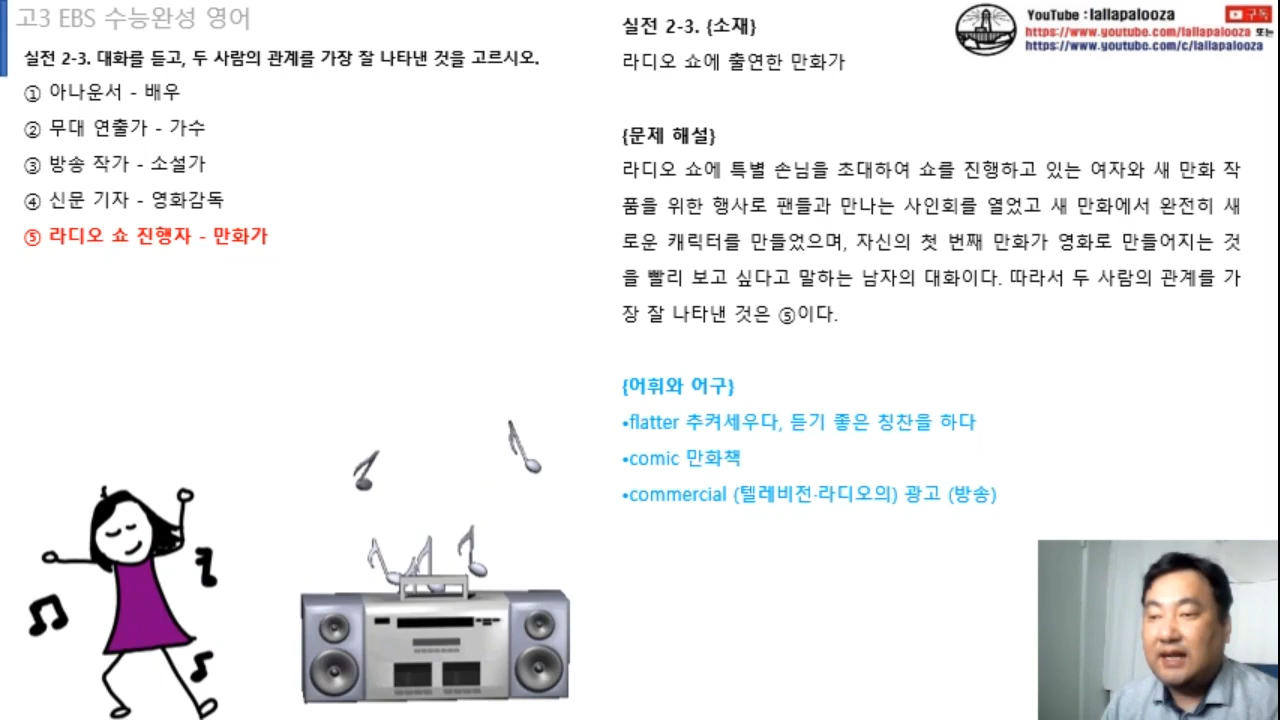 고3 EBS 수능완성 영어
실전 2-3. 대화를 듣고, 두 사람의 관계를 가장 잘 나타낸 것을 고르시오.
① 아나운서 - 배우
② 무대 연출가 - 가수
③ 방송 작가 - 소설가
④ 신문 기자 - 영화감독
⑤ 라디오 쇼 진행자 - 만화가
실전 2-3. {소재}
라디오 쇼에 출연한 만화가
{문제 해설}
라디오 쇼에 특별 손님을 초대하여 쇼를 진행하고 있는 여자와 새 만화 작
품을 위한 행사로 팬들과 만나는 사인회를 열었고 새 만화에서 완전히 새
로운 캐릭터를 만들었으며, 자신의 첫 번째 만화가 영화로 만들어지는 것
을 빨리 보고 싶다고 말하는 남자의 대화이다. 따라서 두 사람의 관계를 가
장 잘 나타낸 것은 ⑤이다.
{어휘와 어구}
•flatter 추켜세우다, 듣기 좋은 칭찬을 하다
•comic 만화책
•commercial (텔레비전·라디오의) 광고 (방송)
YouTube : lallapalooza
구독
https://www.youtube.com/lallapalooza 또는
https://www.youtube.com/c/lallapalooza